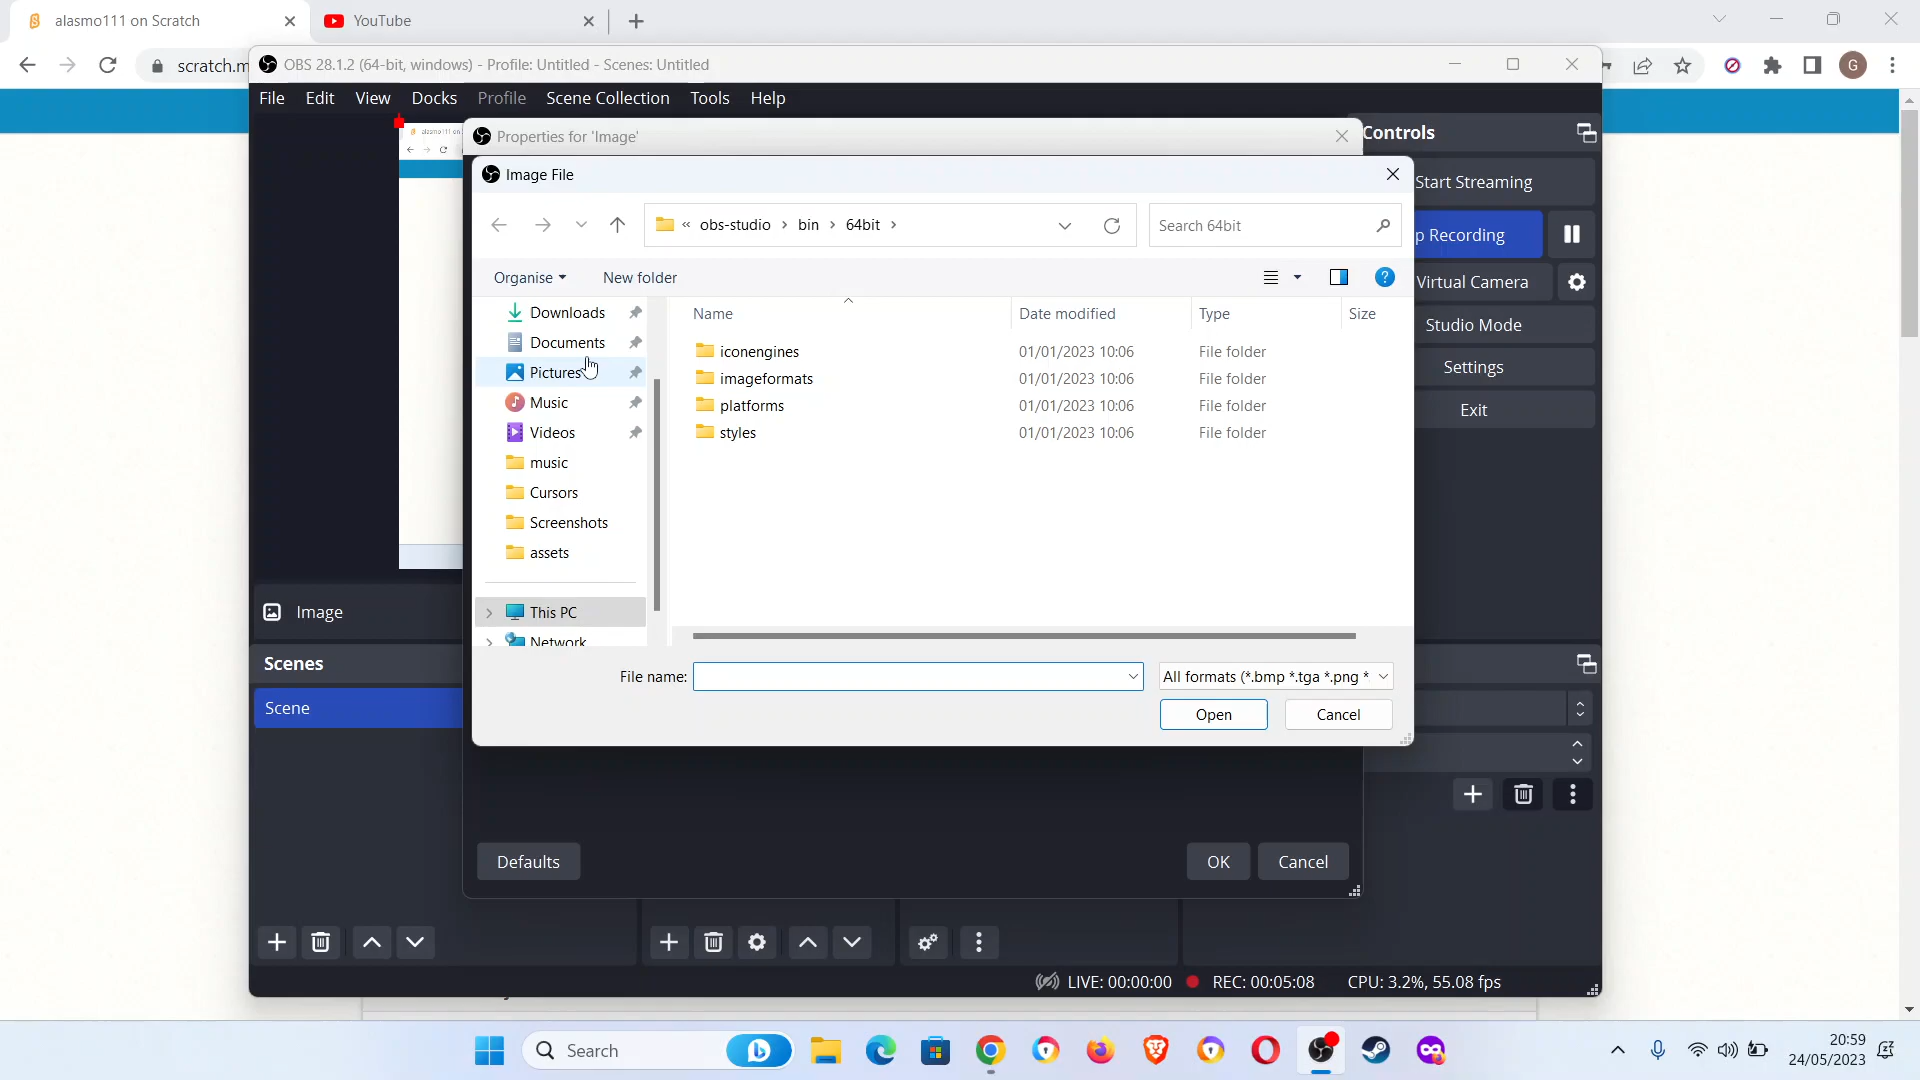 alasmo111 on Scratch
YouTube
scratch.m
G
OBS 28.1.2 (64-bit, windows) - Profile: Untitled - Scenes: Untitled
File Edit View Docks Profile Scene Collection Tools Help
alasmo111 on
Properties for 'Image'
Controls
Image File
Start Streaming
« obs-studio > bin > 64bit >
Search 64bit
p Recording
Organise
New folder
Virtual Camera
Downloads
Name
Date modified
Type
Size
Studio Mode
Documents
iconengines 01/01/2023 10:06 File folder
Pictures
imageformats 01/01/2023 10:06 File folder
Settings
Music
platforms 01/01/2023 10:06 File folder
Exit
Videos
styles 01/01/2023 10:06 File folder
music
Cursors
Screenshots
assets
This PC
Image
Network
Scenes
File name:
All formats (*.bmp *.tga *.png *
Scene
Open
Cancel
Defaults
OK
Cancel
LIVE: 00:00:00
REC: 00:05:08
CPU: 3.2%, 55.08 fps
Search
20:59
24/05/2023